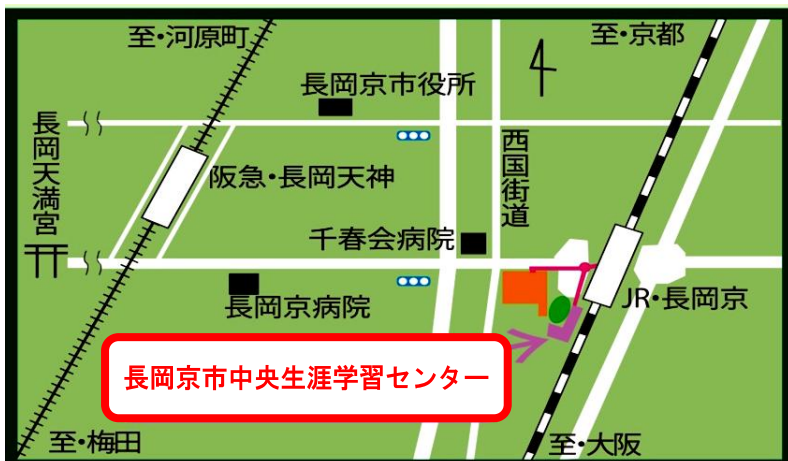 至・河原町
至・京都
長岡京市役所
長岡天満宮
西国街道
阪急・長岡天神
千春会病院
長岡京病院
JR・長岡京
長岡京市中央生涯学習センター
至・梅田
至・大阪